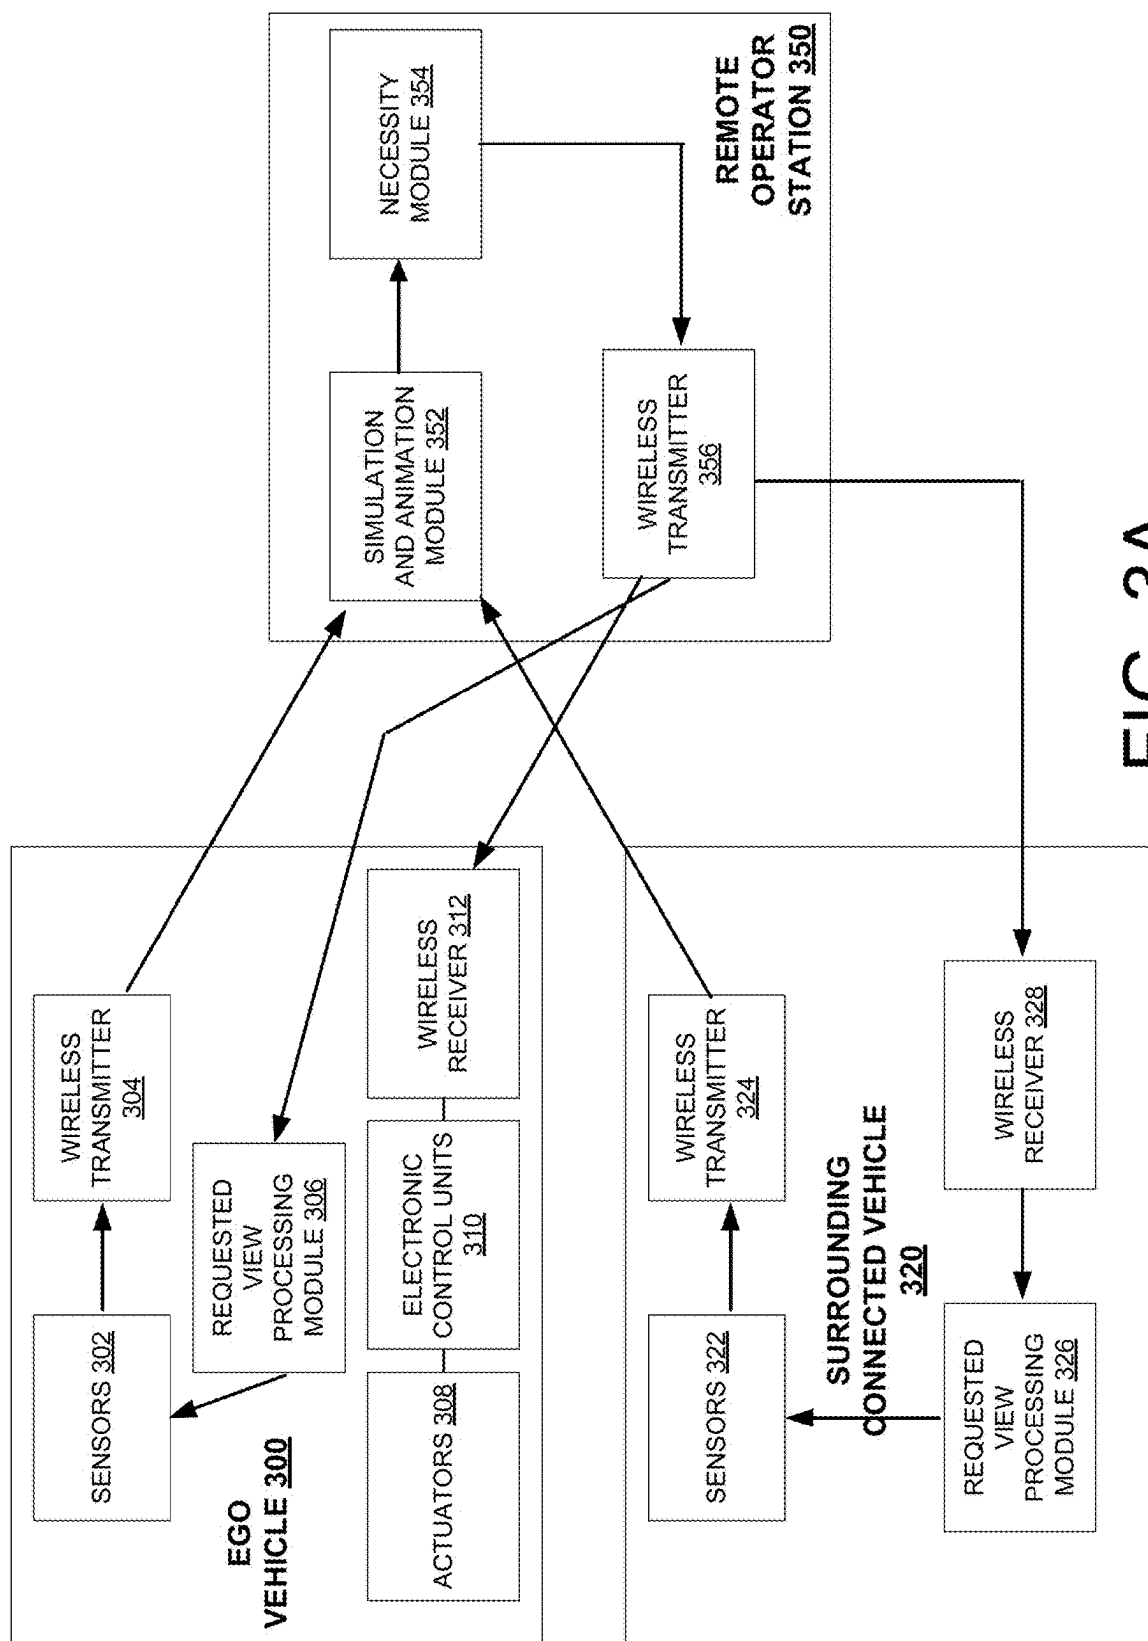 SENSORS 302
WIRELESS
TRANSMITTER
304
REQUESTED
VIEW
PROCESSING
MODULE 306
EGO
VEHICLE 300
ACTUATORS 308
ELECTRONIC
CONTROL UNITS
310
WIRELESS
RECEIVER 312
SENSORS 322
WIRELESS
TRANSMITTER
324
SURROUNDING
CONNECTED VEHICLE
320
REQUESTED
VIEW
PROCESSING
MODULE 326
WIRELESS
RECEIVER 328
SIMULATION
AND ANIMATION
MODULE 352
NECESSITY
MODULE 354
WIRELESS
TRANSMITTER
356
REMOTE
OPERATOR
STATION 350
FIG. 3A